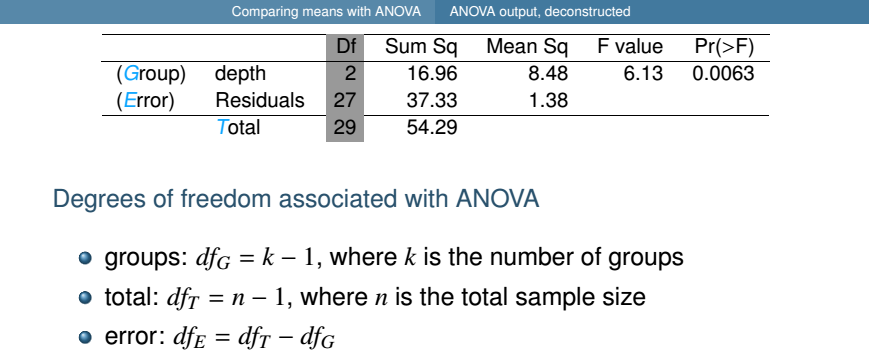 Comparing means with ANOVA ANOVA output, deconstructed
Df Sum Sq Mean Sq F value Pr(>F)
(Group) depth 2 16.96 8.48 6.13 0.0063
(Error) Residuals 27 37.33 1.38
Total 29 54.29
Degrees of freedom associated with ANOVA
groups: df_G = k − 1, where k is the number of groups
total: df_T = n − 1, where n is the total sample size
error: df_E = df_T − df_G